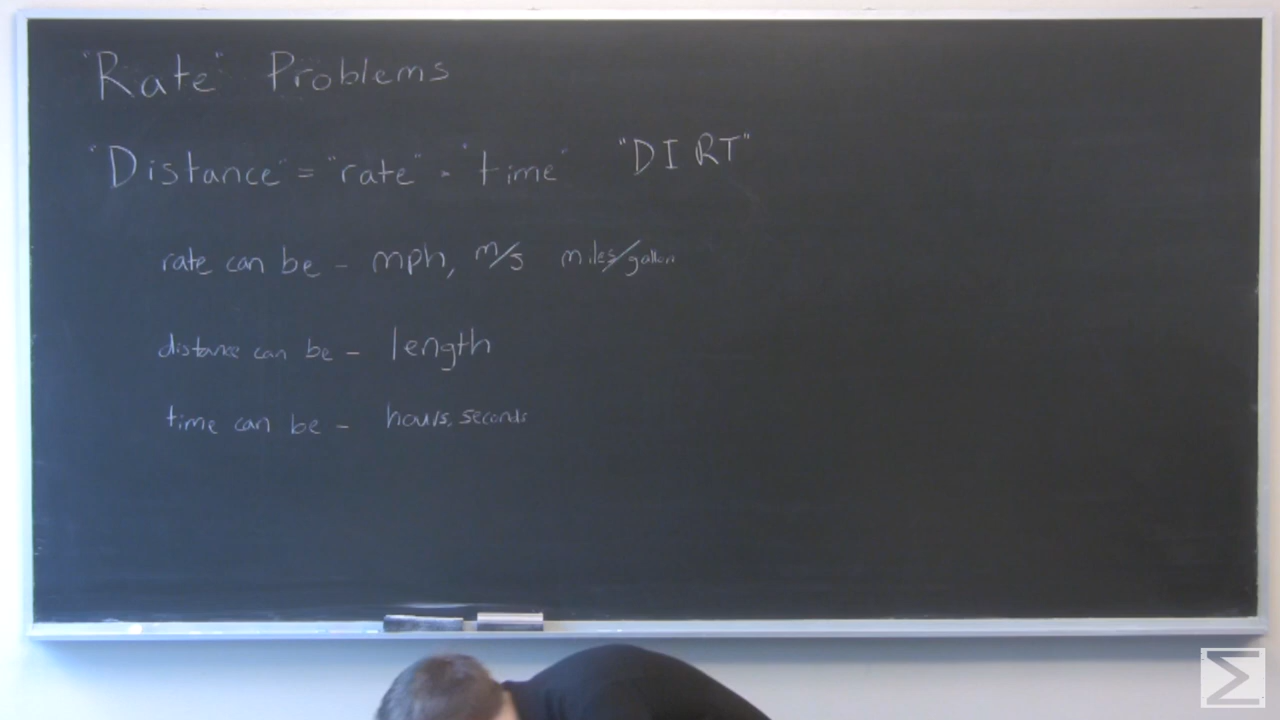 "Rate" Problems
"Distance" = "rate" · "time" "DIRT"
rate can be – mph, m/s miles/gallon
distance can be – length
time can be – hours, seconds
Σ